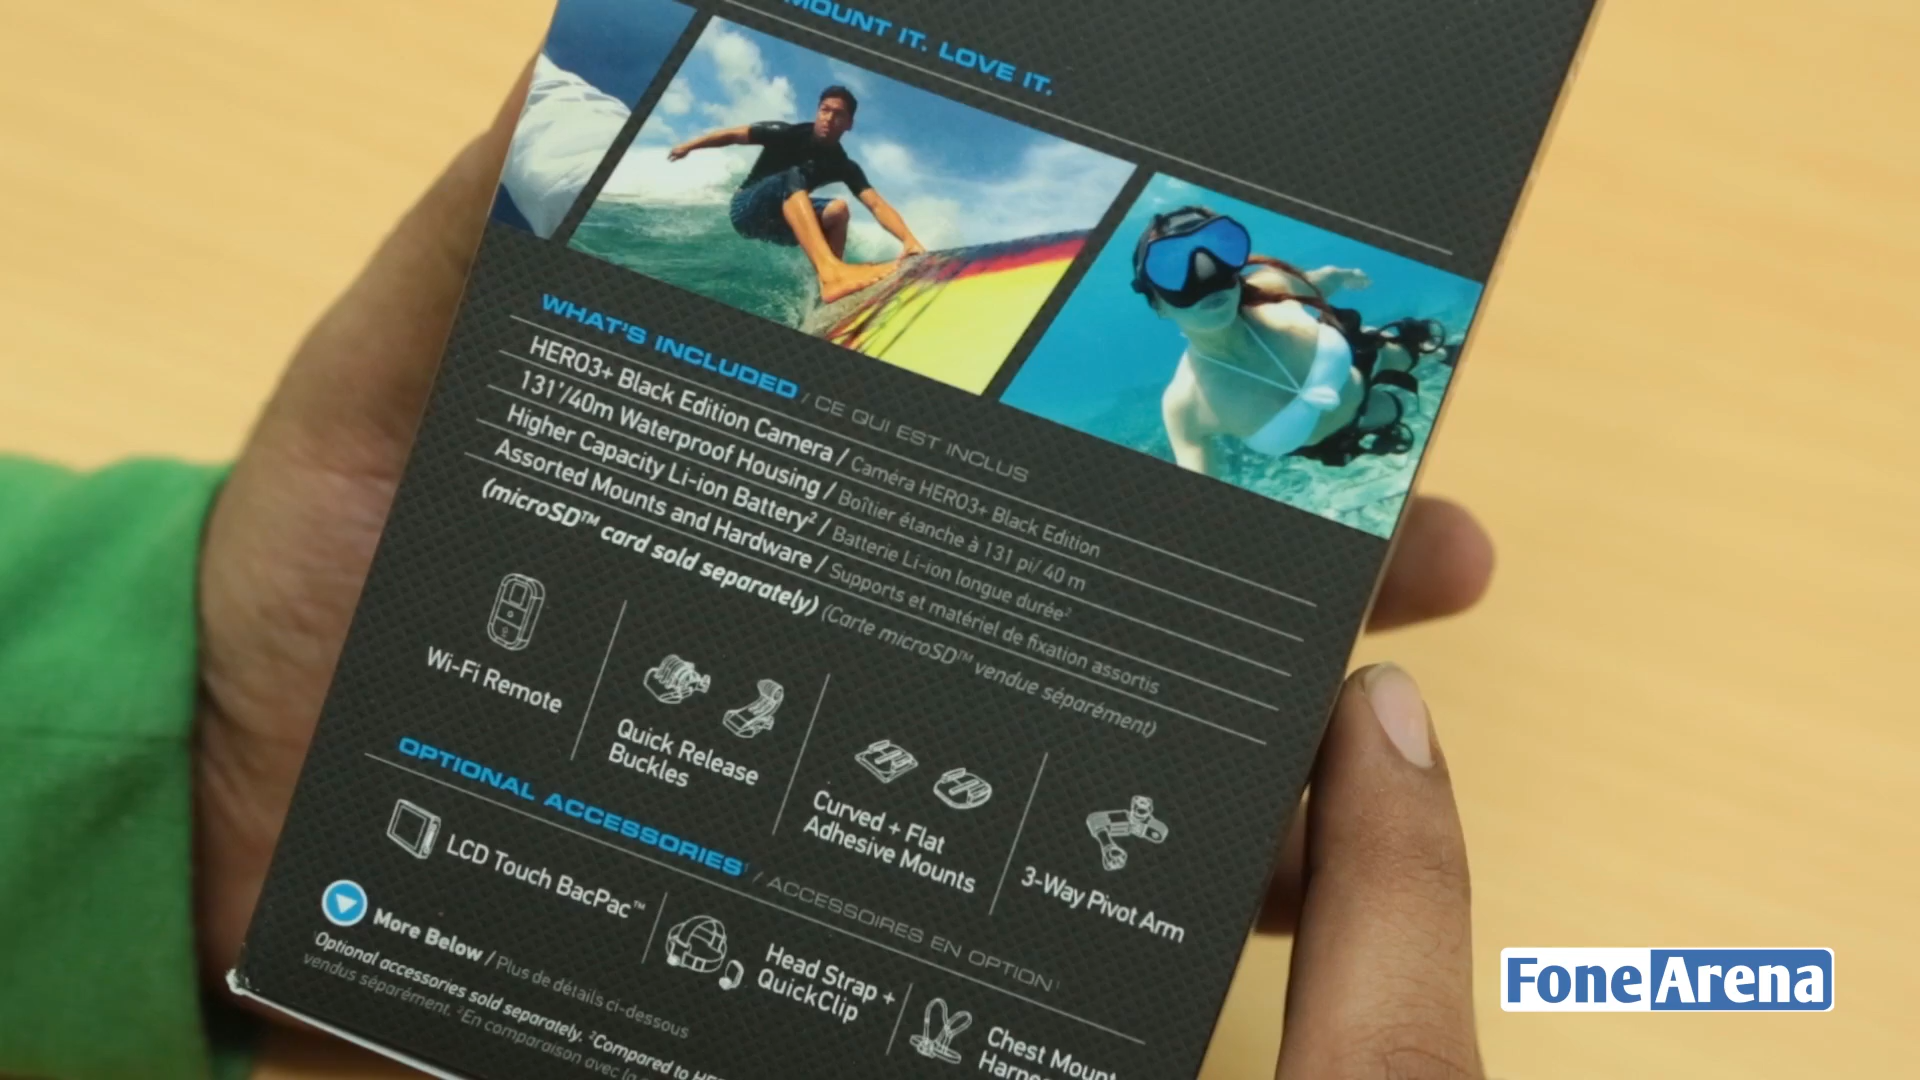 MOUNT IT. LOVE IT.
WHAT'S INCLUDED / CE QUI EST INCLUS
HERO3+ Black Edition Camera / Caméra HERO3+ Black Edition
131'/40m Waterproof Housing / Boîtier étanche à 131 pi/ 40 m
Higher Capacity Li-ion Battery² / Batterie Li-ion longue durée²
Assorted Mounts and Hardware / Supports et matériel de fixation assortis
(microSD™ card sold separately) (Carte microSD™ vendue séparément)
Wi-Fi Remote
Quick Release
Buckles
Curved + Flat
Adhesive Mounts
3-Way Pivot Arm
OPTIONAL ACCESSORIES¹ / ACCESSOIRES EN OPTION¹
LCD Touch BacPac™
Head Strap +
QuickClip
Chest Mount
More Below / Plus de détails ci-dessous
¹Optional accessories sold separately. ²Compared to
vendus séparément. ²En comparaison avec la
FoneArena